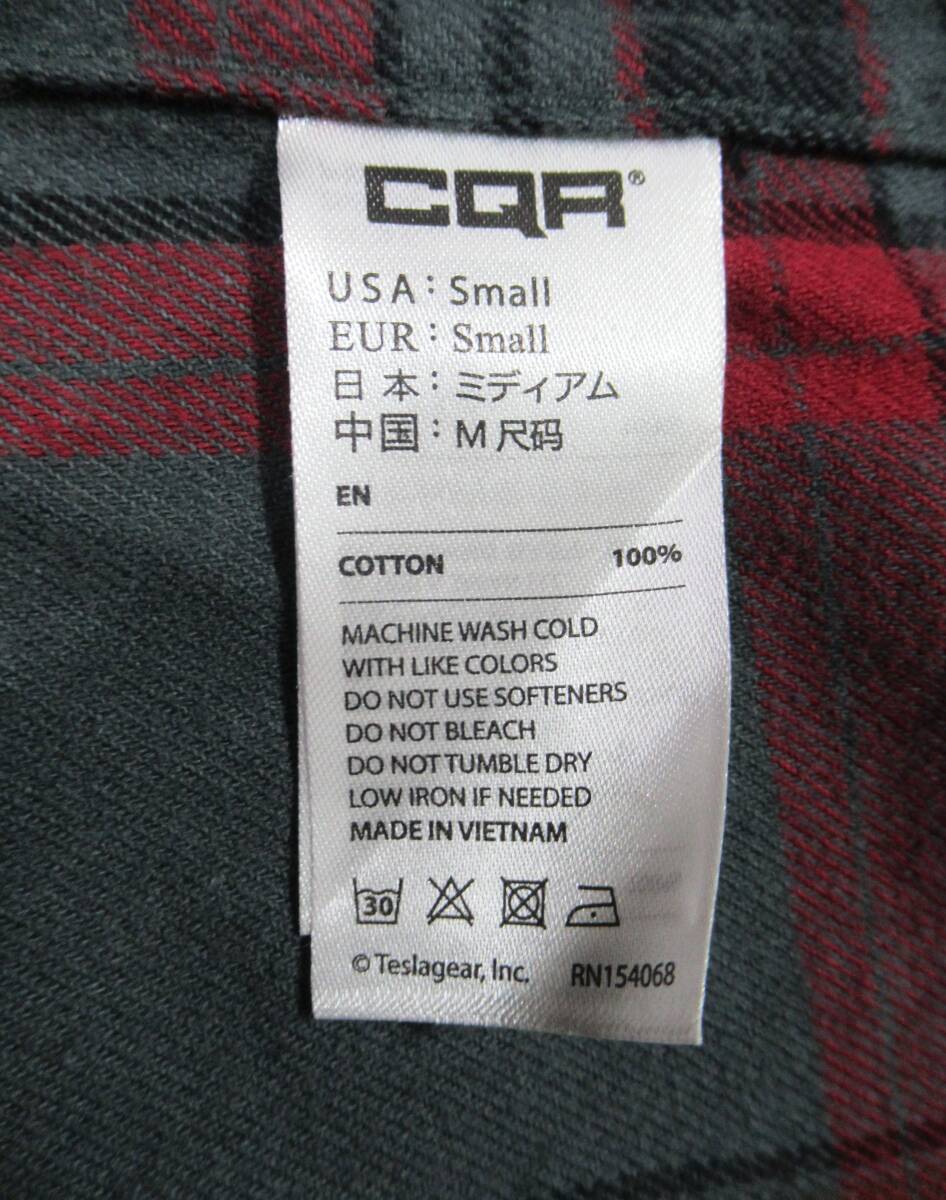 CQR®
USA: Small
EUR: Small
日本: ミディアム
中国: M 尺码
EN
COTTON 100%
MACHINE WASH COLD
WITH LIKE COLORS
DO NOT USE SOFTENERS
DO NOT BLEACH
DO NOT TUMBLE DRY
LOW IRON IF NEEDED
MADE IN VIETNAM
30
© Teslagear, Inc. RN154068